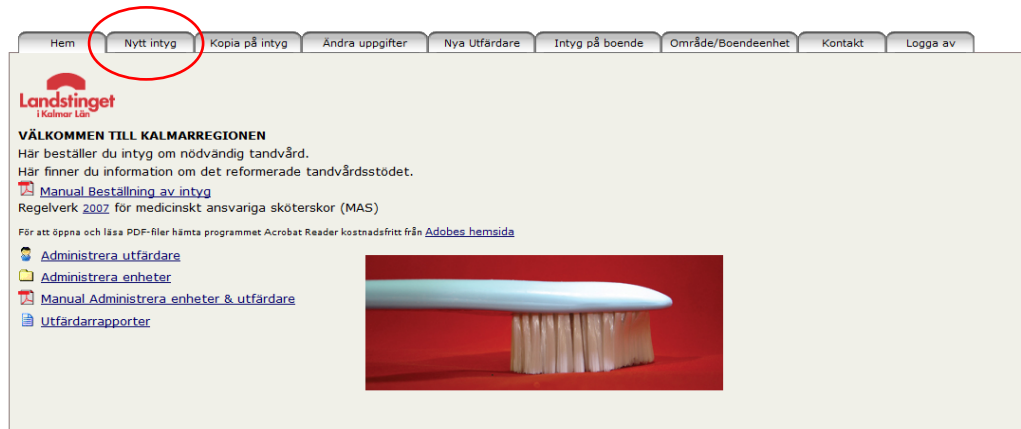 Hem Nytt intyg Kopia på intyg Ändra uppgifter Nya Utfärdare Intyg på boende Område/Boendeenhet Kontakt Logga av
Landstinget
i Kalmar Län
VÄLKOMMEN TILL KALMARREGIONEN
Här beställer du intyg om nödvändig tandvård.
Här finner du information om det reformerade tandvårdsstödet.
Manual Beställning av intyg
Regelverk 2007 för medicinskt ansvariga sköterskor (MAS)
För att öppna och läsa PDF-filer hämta programmet Acrobat Reader kostnadsfritt från Adobes hemsida
Administrera utfärdare
Administrera enheter
Manual Administrera enheter & utfärdare
Utfärdarrapporter